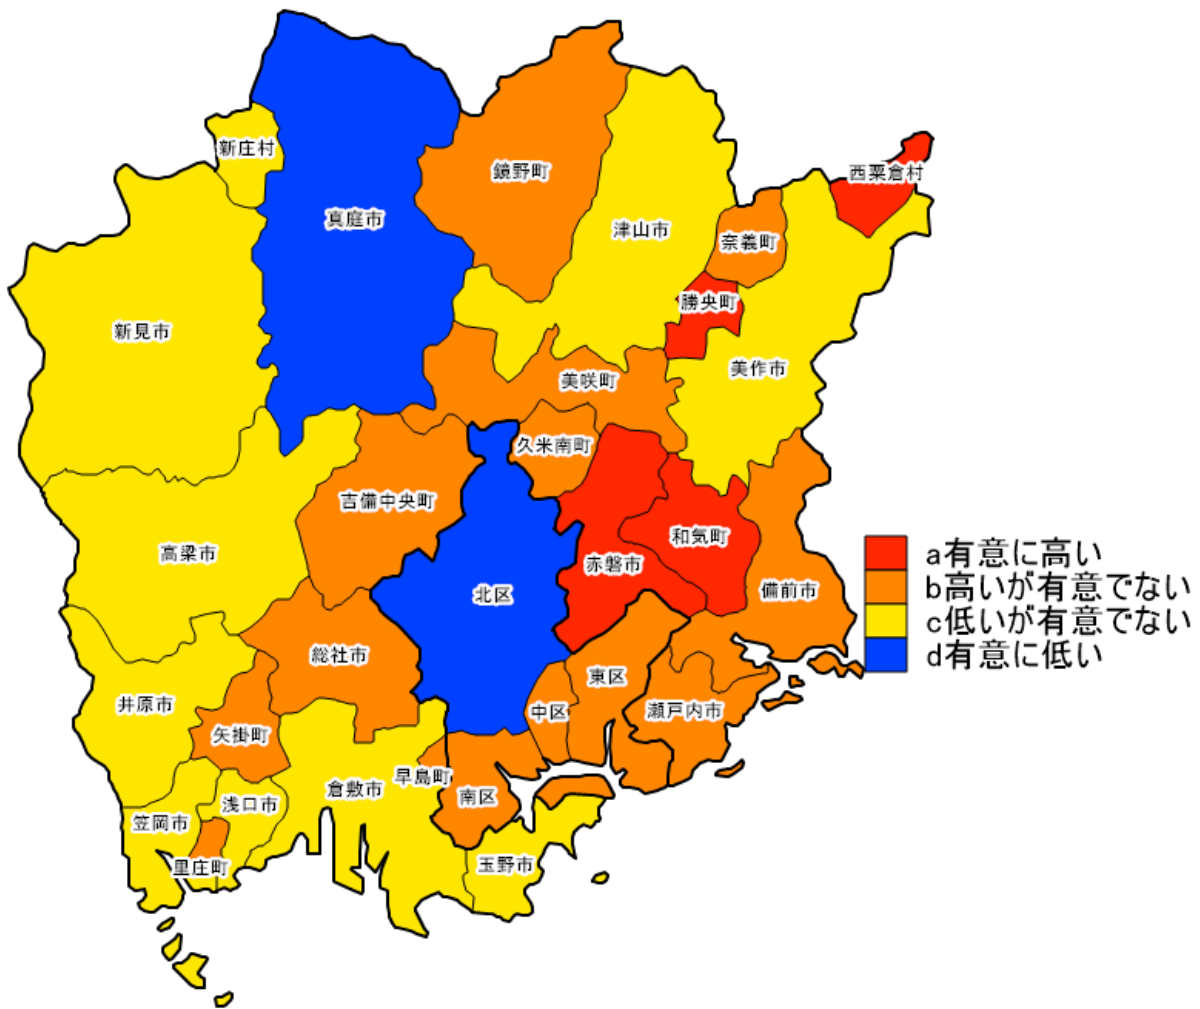 新庄村
鏡野町
西粟倉村
真庭市
津山市
奈義町
勝央町
新見市
美作市
美咲町
久米南町
吉備中央町
和気町
高梁市
赤磐市
備前市
北区
総社市
東区
井原市
中区
瀬戸内市
矢掛町
早島町
倉敷市
南区
浅口市
笠岡市
里庄町
玉野市
a有意に高い
b高いが有意でない
c低いが有意でない
d有意に低い